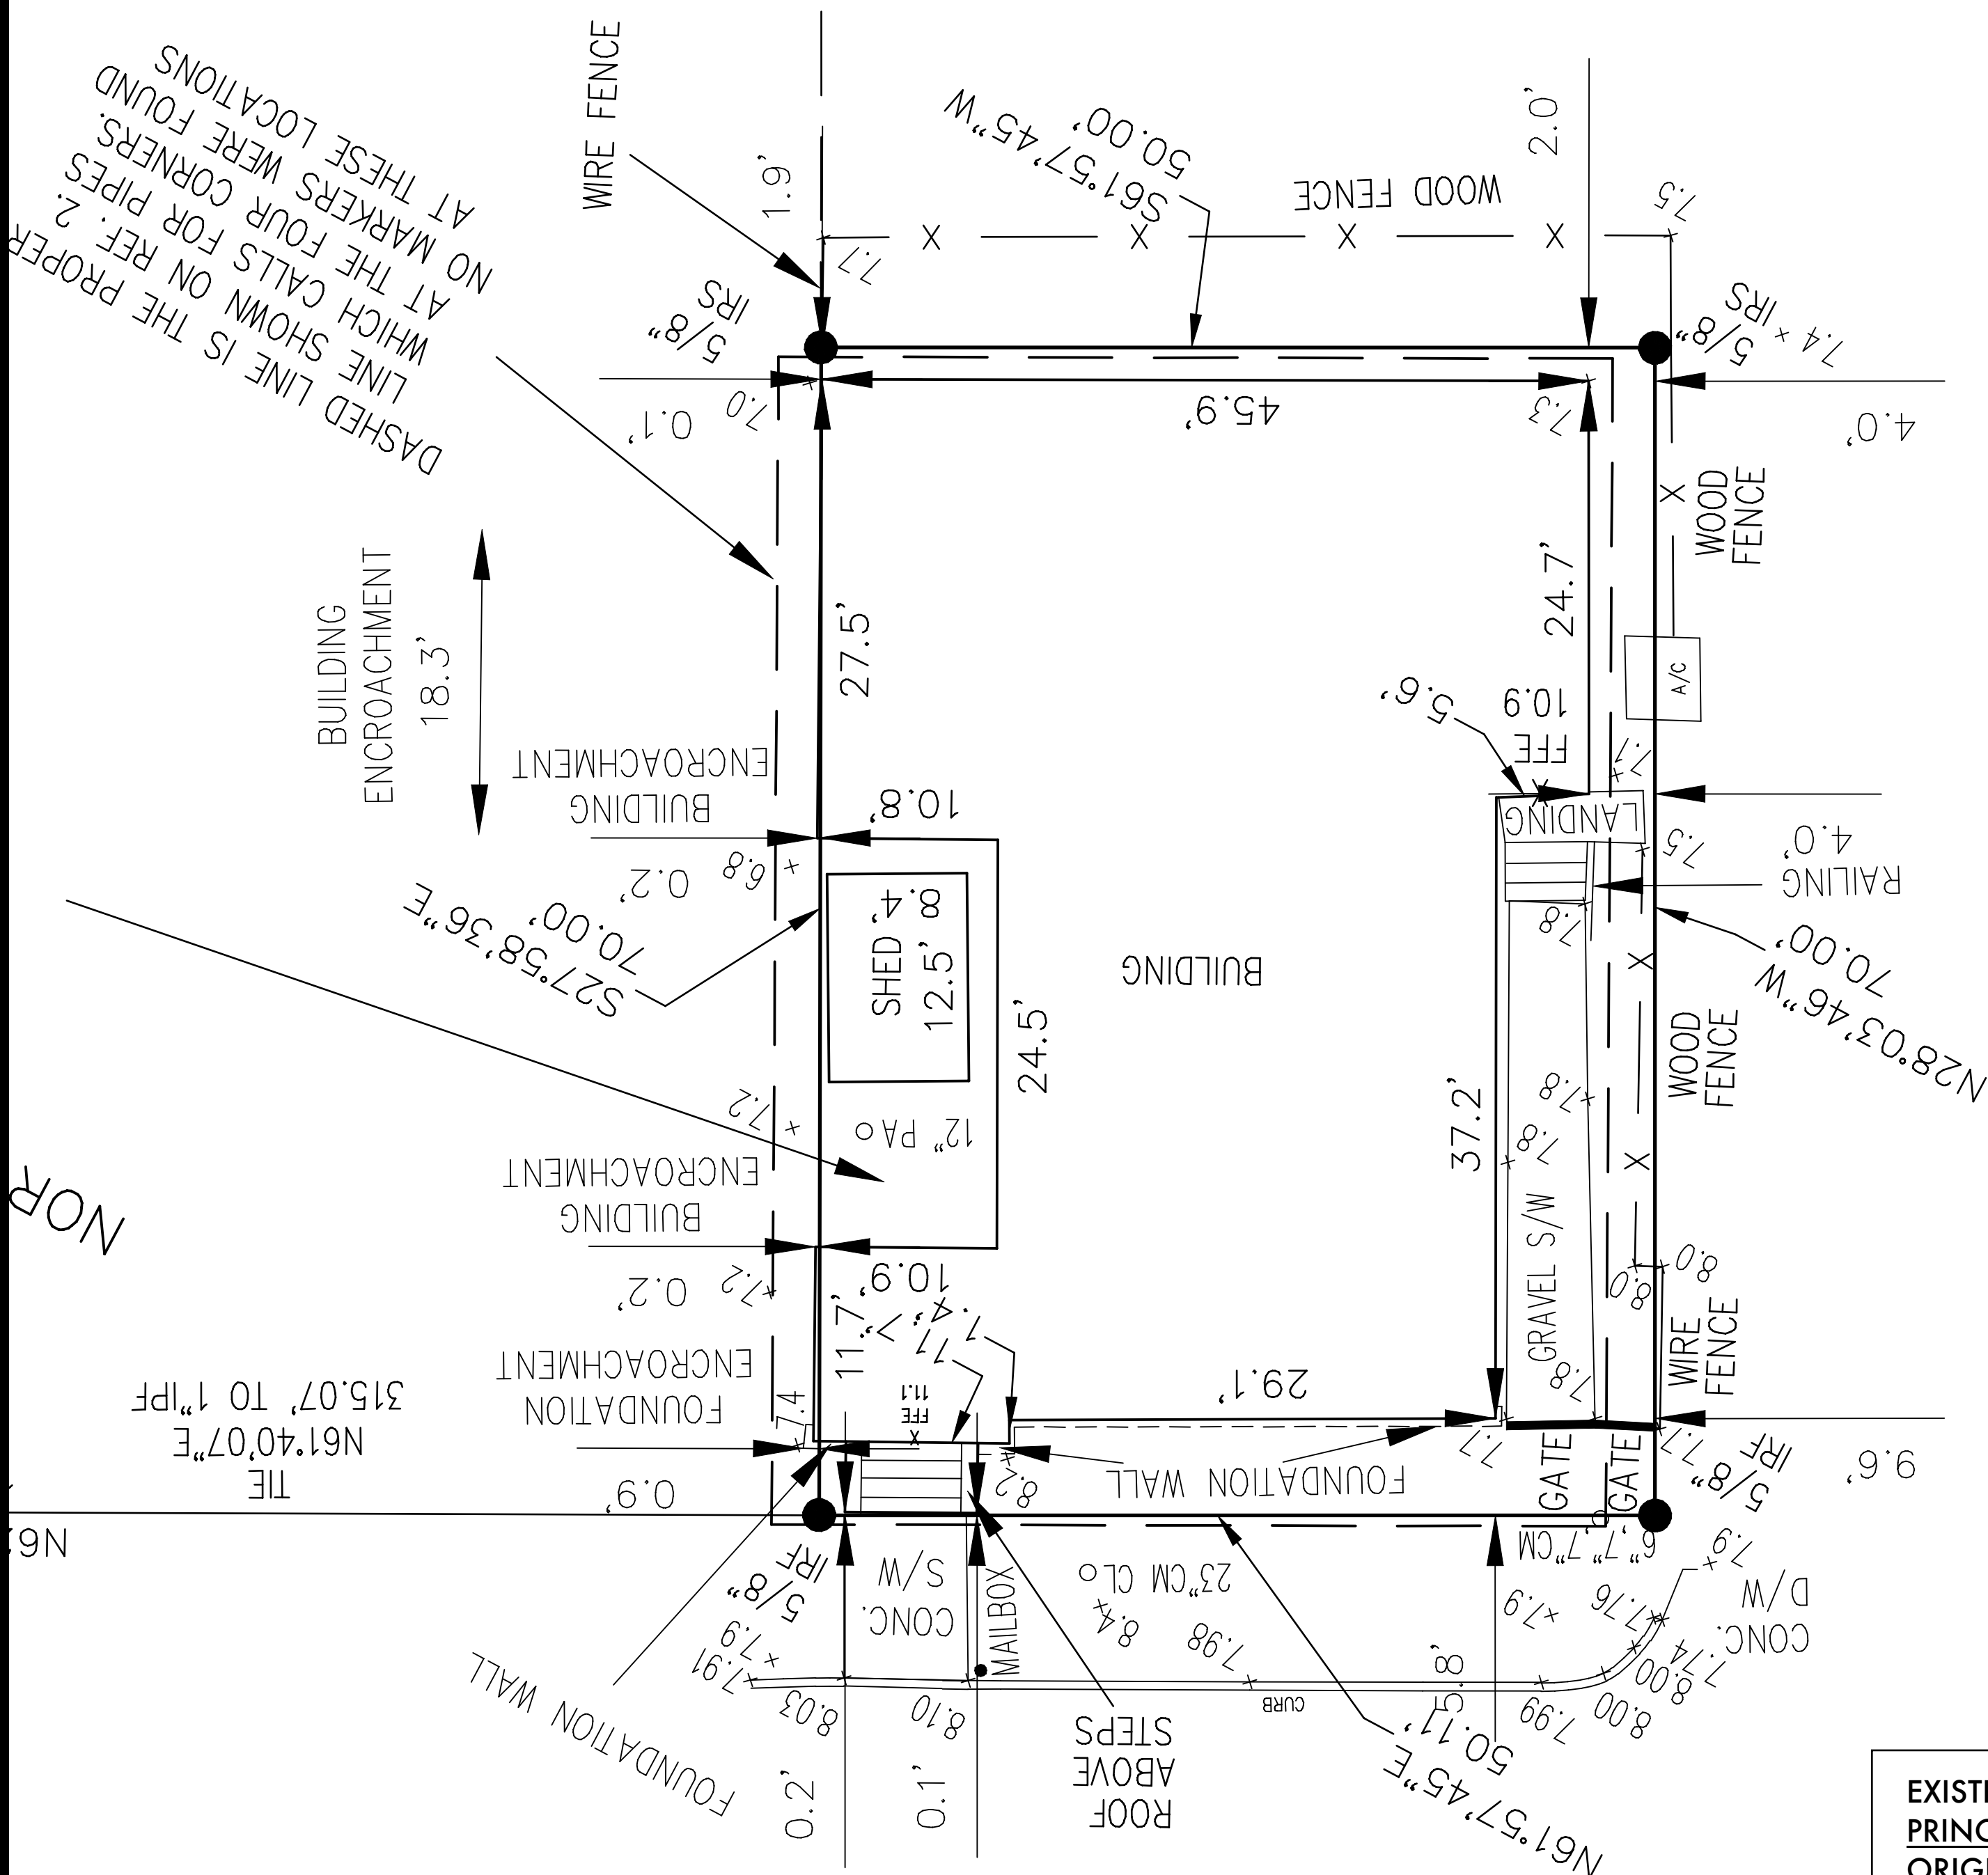 DASHED LINE IS THE PROPER
LINE SHOWN ON REF. 2
WHICH CALLS FOR PIPES
AT THE FOUR CORNERS.
NO MARKERS WERE FOUND
AT THESE LOCATIONS
WIRE FENCE
1.9'
S61°57'45"W
50.00'
WOOD FENCE
X X X X
2.0'
7.5
7.7
5/8"
IRS
5/8"
IRS
7.4
7.0
0.1'
45.9'
7.3
4.0'
WOOD
FENCE
X
BUILDING
ENCROACHMENT
18.3'
27.5'
24.7'
5.6'
FFE
10.9
A/C
7.1
BUILDING
ENCROACHMENT
10.8'
LANDING
4.0'
7.5
RAILING
0.2'
6.8
S27°58'36"E
70.00'
SHED
8.4'
12.5'
24.5'
BUILDING
7.8
N28°03'46"W
70.00'
X
WOOD
FENCE
7.2
12" PA
37.2'
7.8
7.8
X
BUILDING
ENCROACHMENT
GRAVEL S/W
NOR
0.2'
7.2
10.9'
8.0
8.0
1.4'
11.7'
11.7'
WIRE
FENCE
TIE
N61°40'07"E
315.07' TO 1"IPF
FOUNDATION
ENCROACHMENT
7.4
FFE
11.1
X
29.1'
7.8
0.9'
8.2
FOUNDATION WALL
7.7
GATE
GATE
7.7
5/8"
IRF
9.6'
5/8"
IRF
CONC.
S/W
MAILBOX
23"CM CL
6",7",7"CM
7.9
CONC.
D/W
7.9
7.91
8.4
7.98
7.9
7.76
7.74
8.00
8.03
8.10
CURB
7.99
8.00
FOUNDATION WALL
0.2'
0.1'
ROOF
ABOVE
STEPS
5.8'
N61°57'45"E
50.11'
EXISTI
PRINC